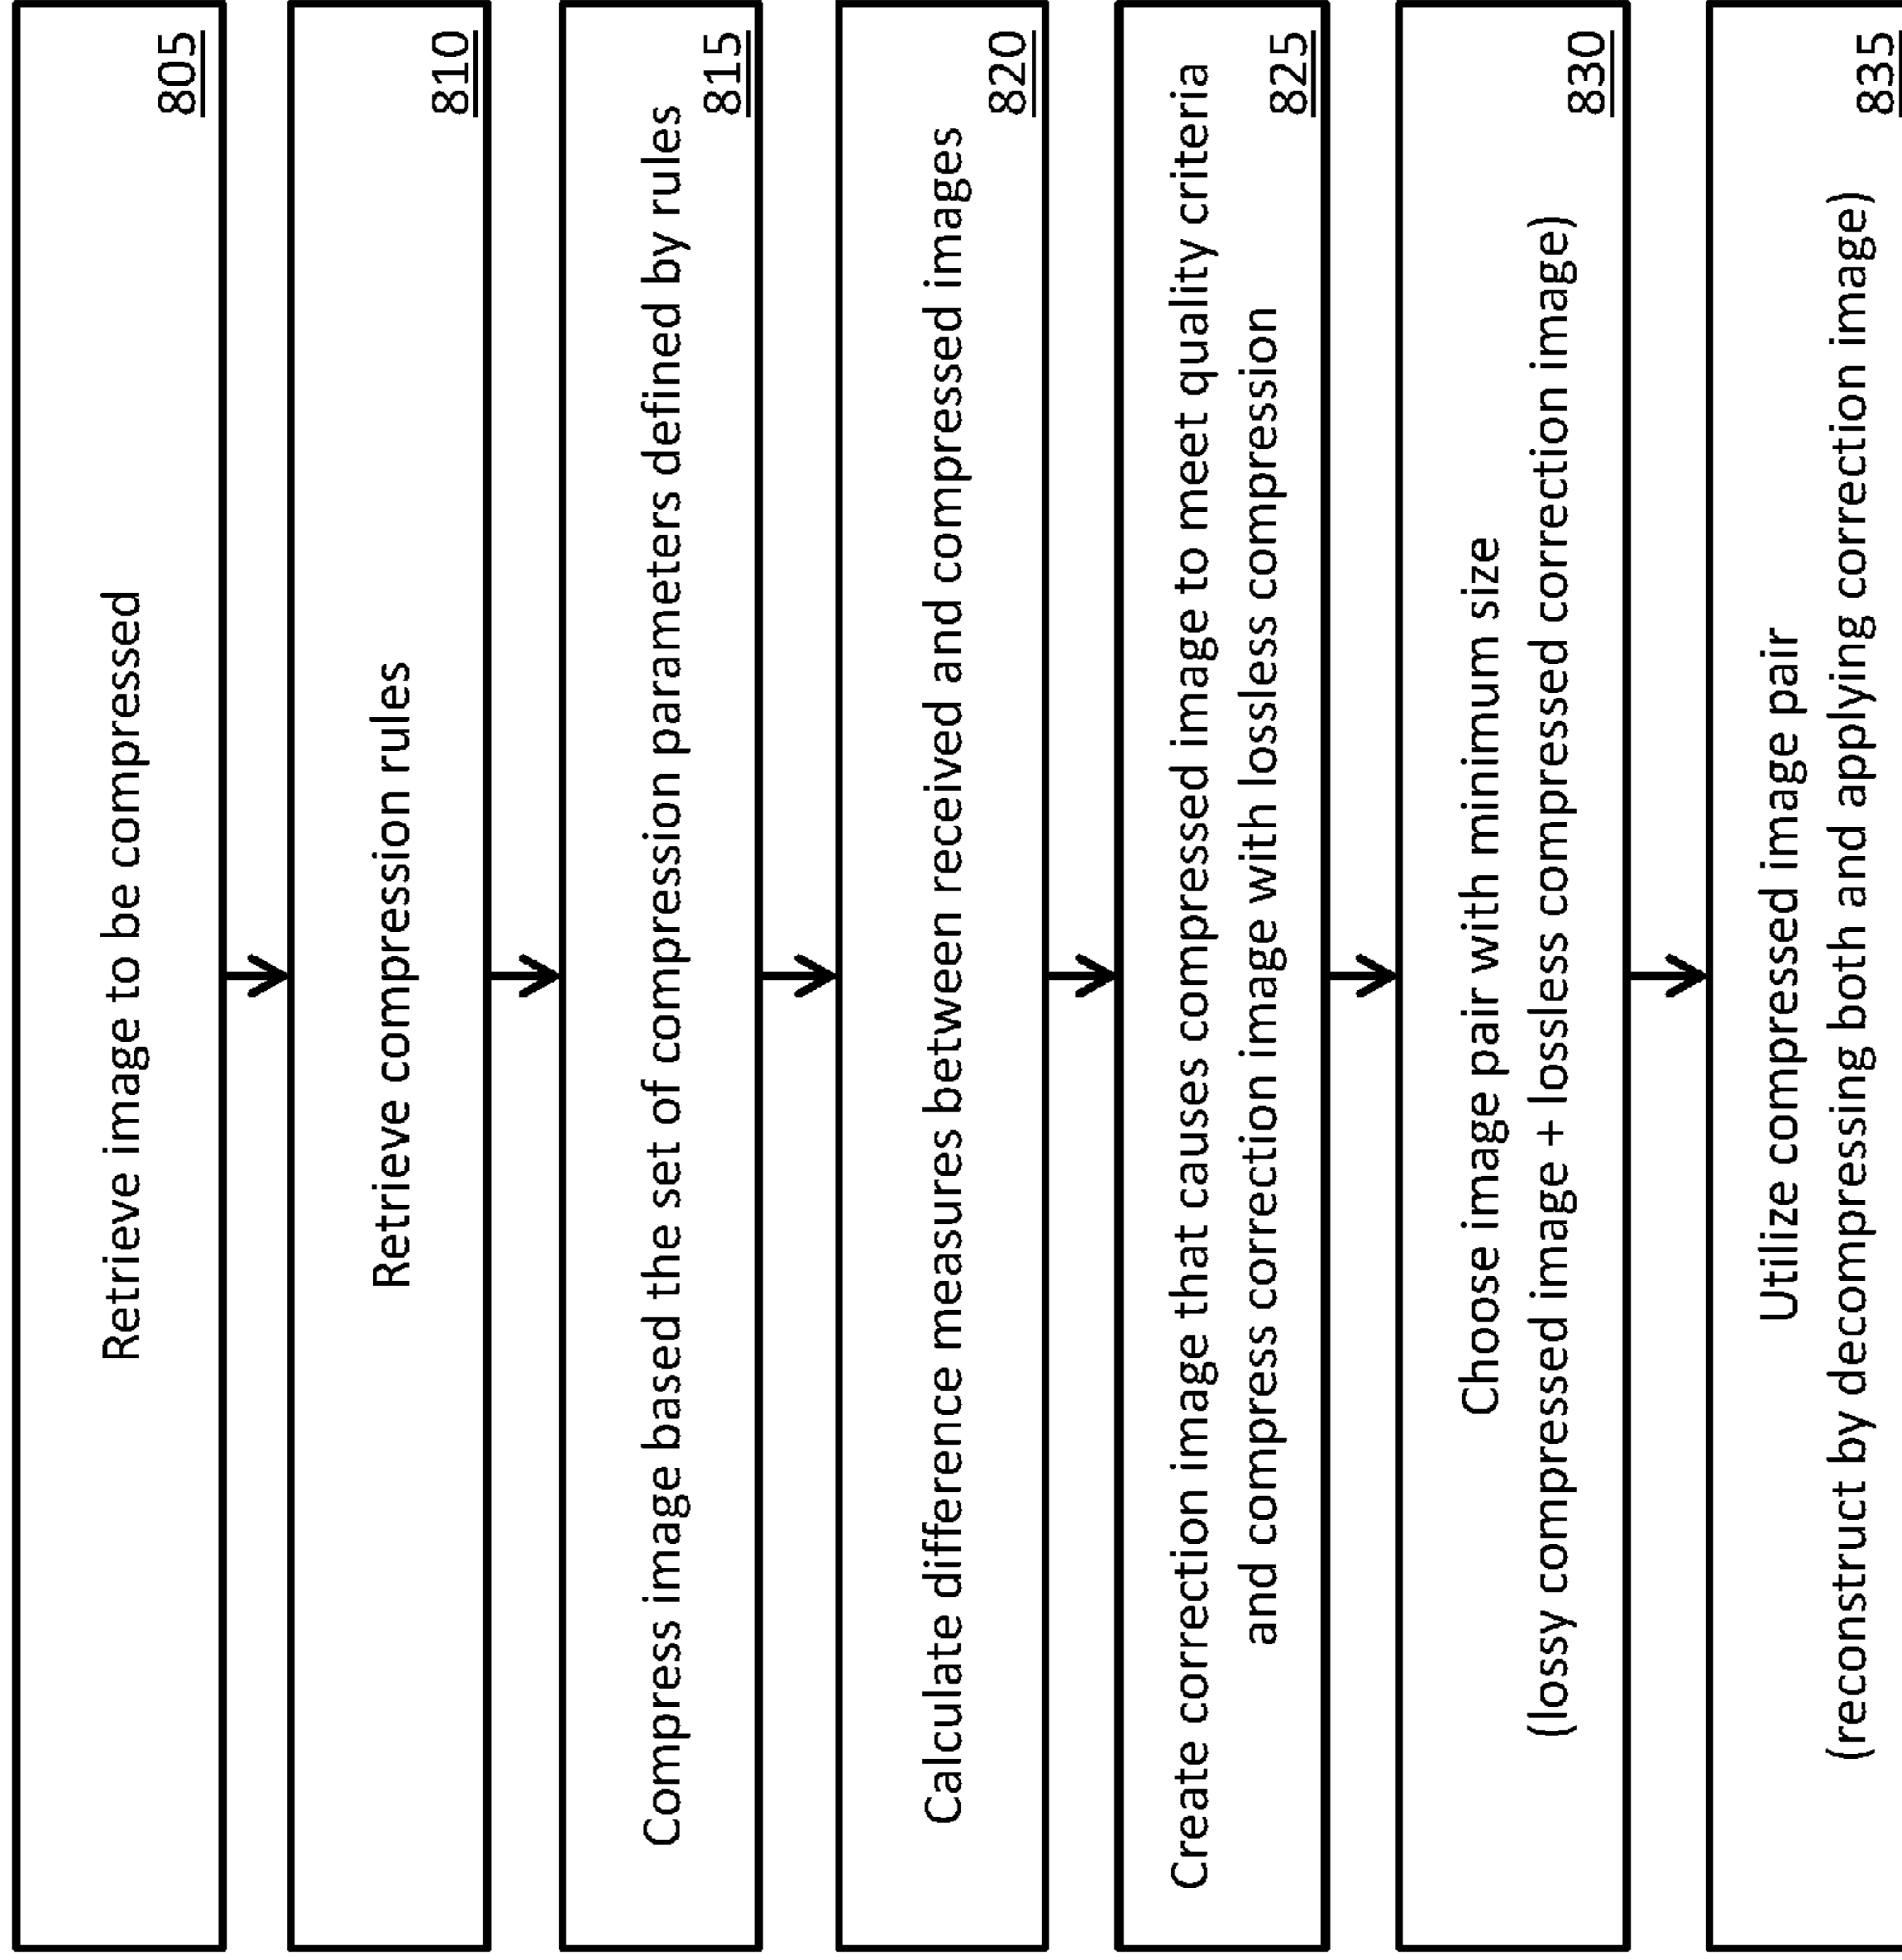 Retrieve image to be compressed
805
Retrieve compression rules
810
Compress image based the set of compression parameters defined by rules
815
Calculate difference measures between received and compressed images
820
Create correction image that causes compressed image to meet quality criteria
and compress correction image with lossless compression
825
Choose image pair with minimum size
(lossy compressed image + lossless compressed correction image)
830
Utilize compressed image pair
(reconstruct by decompressing both and applying correction image)
835